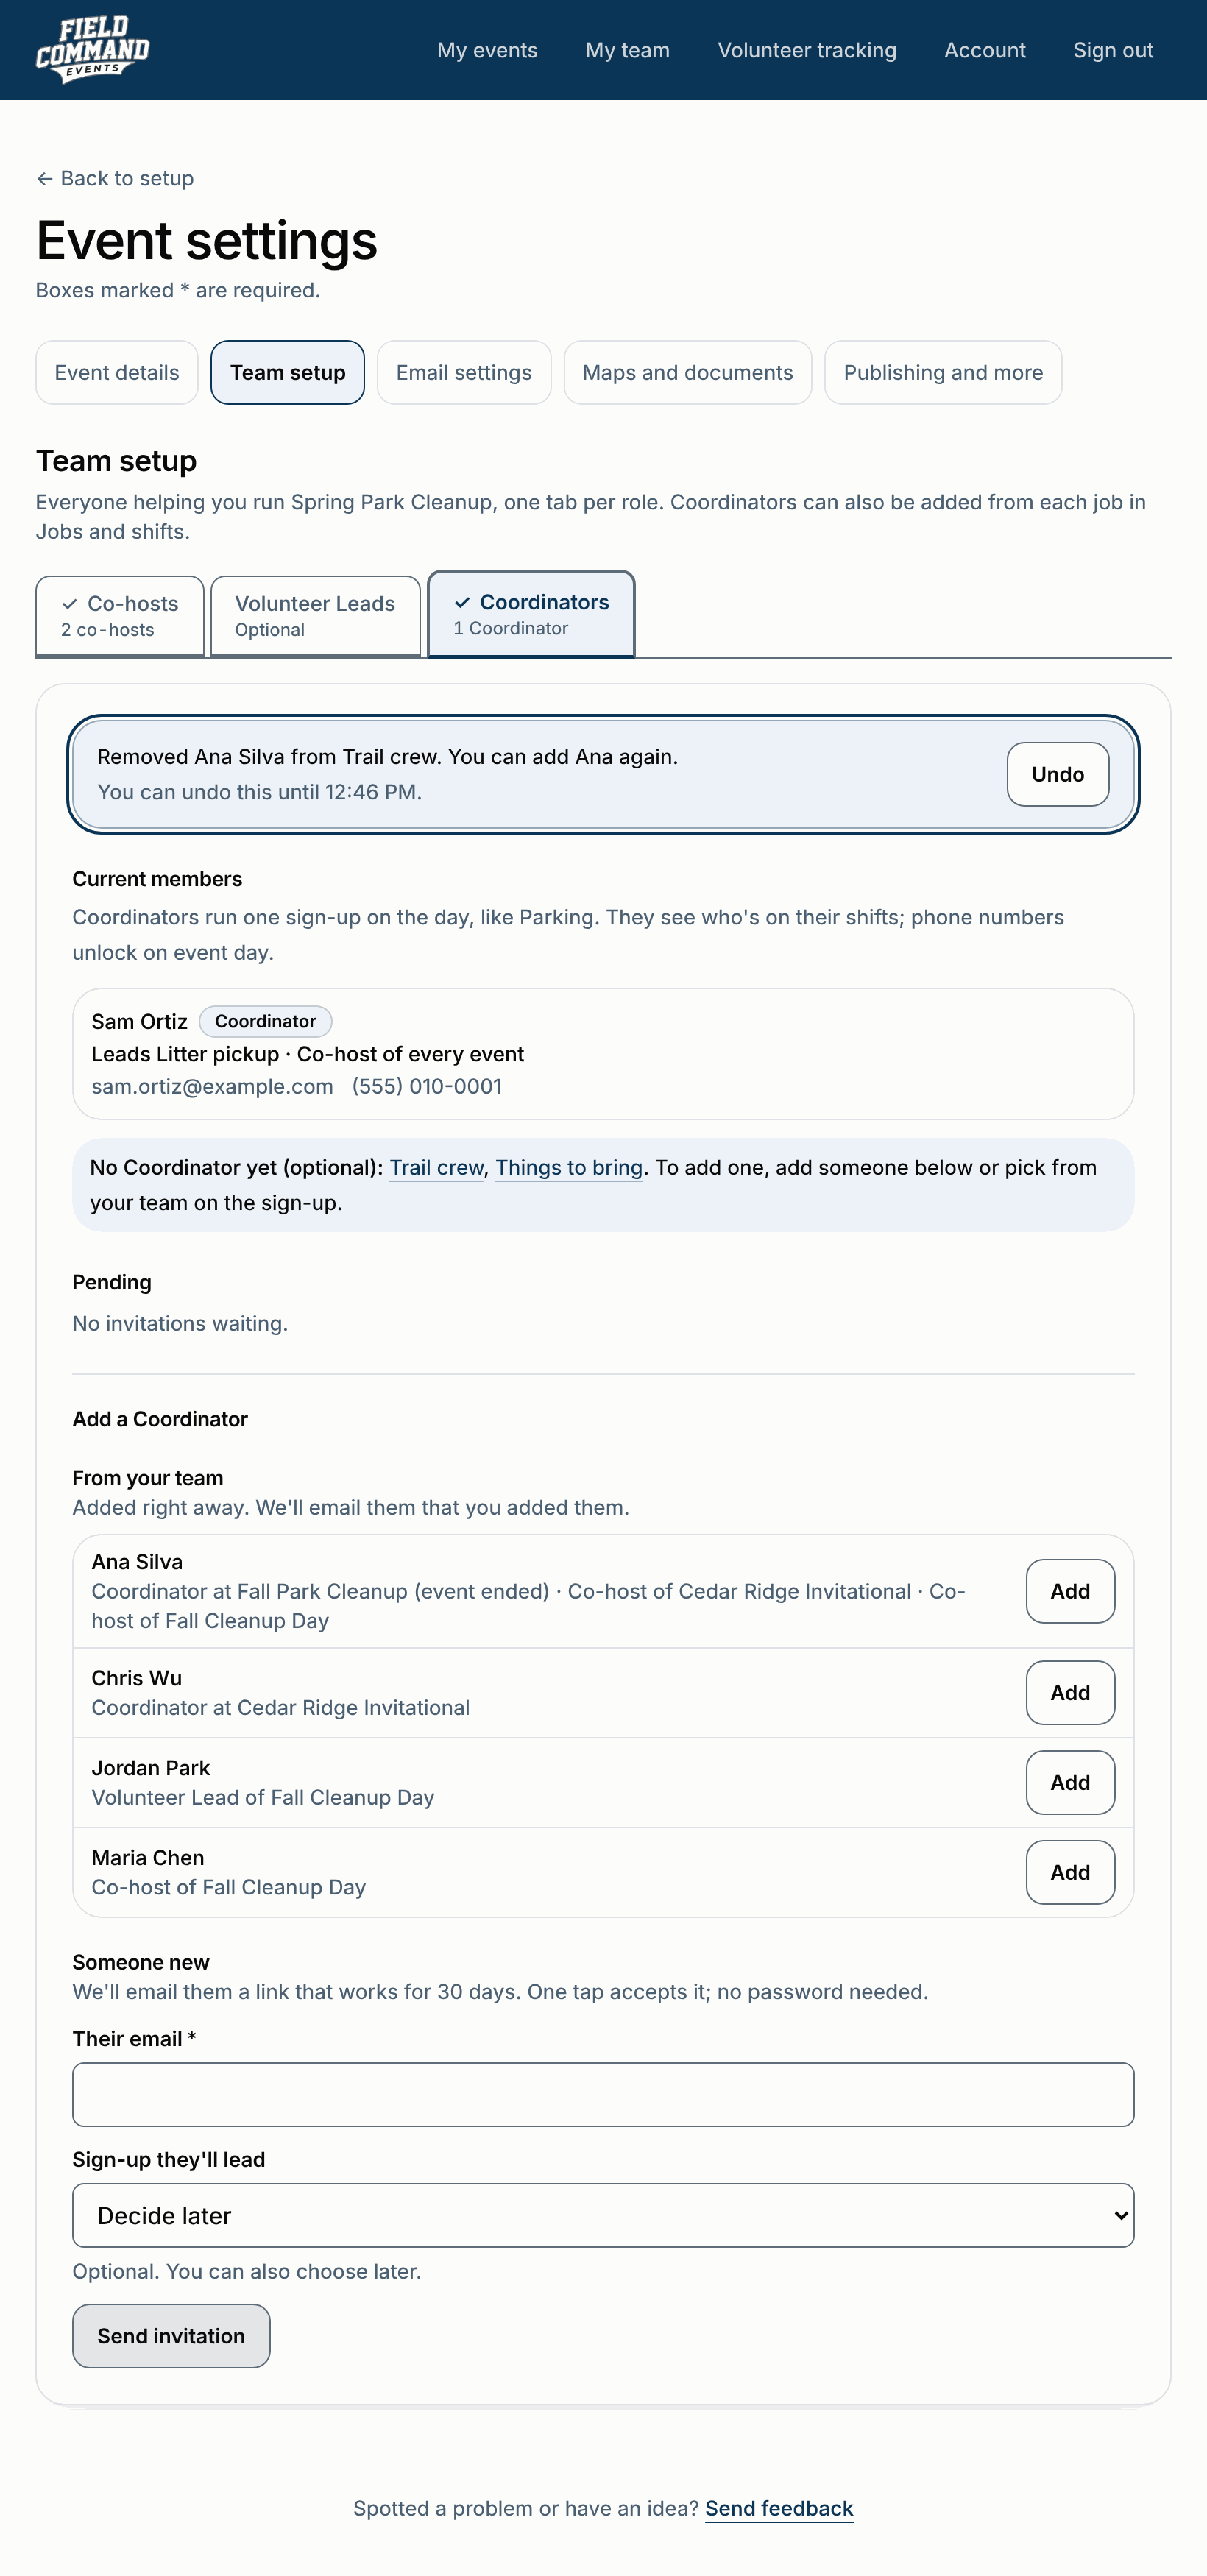 FIELD
COMMAND
EVENTS
My events
My team
Volunteer tracking
Account
Sign out
← Back to setup
Event settings
Boxes marked * are required.
Event details
Team setup
Email settings
Maps and documents
Publishing and more
Team setup
Everyone helping you run Spring Park Cleanup, one tab per role. Coordinators can also be added from each job in
Jobs and shifts.
✓ Co-hosts
2 co-hosts
Volunteer Leads
Optional
✓ Coordinators
1 Coordinator
Removed Ana Silva from Trail crew. You can add Ana again.
You can undo this until 12:46 PM.
Undo
Current members
Coordinators run one sign-up on the day, like Parking. They see who's on their shifts; phone numbers
unlock on event day.
Sam Ortiz Coordinator
Leads Litter pickup · Co-host of every event
sam.ortiz@example.com (555) 010-0001
No Coordinator yet (optional): Trail crew, Things to bring. To add one, add someone below or pick from
your team on the sign-up.
Pending
No invitations waiting.
Add a Coordinator
From your team
Added right away. We'll email them that you added them.
Ana Silva
Coordinator at Fall Park Cleanup (event ended) · Co-host of Cedar Ridge Invitational · Co-
host of Fall Cleanup Day
Add
Chris Wu
Coordinator at Cedar Ridge Invitational
Add
Jordan Park
Volunteer Lead of Fall Cleanup Day
Add
Maria Chen
Co-host of Fall Cleanup Day
Add
Someone new
We'll email them a link that works for 30 days. One tap accepts it; no password needed.
Their email *
Sign-up they'll lead
Decide later
Optional. You can also choose later.
Send invitation
Spotted a problem or have an idea? Send feedback